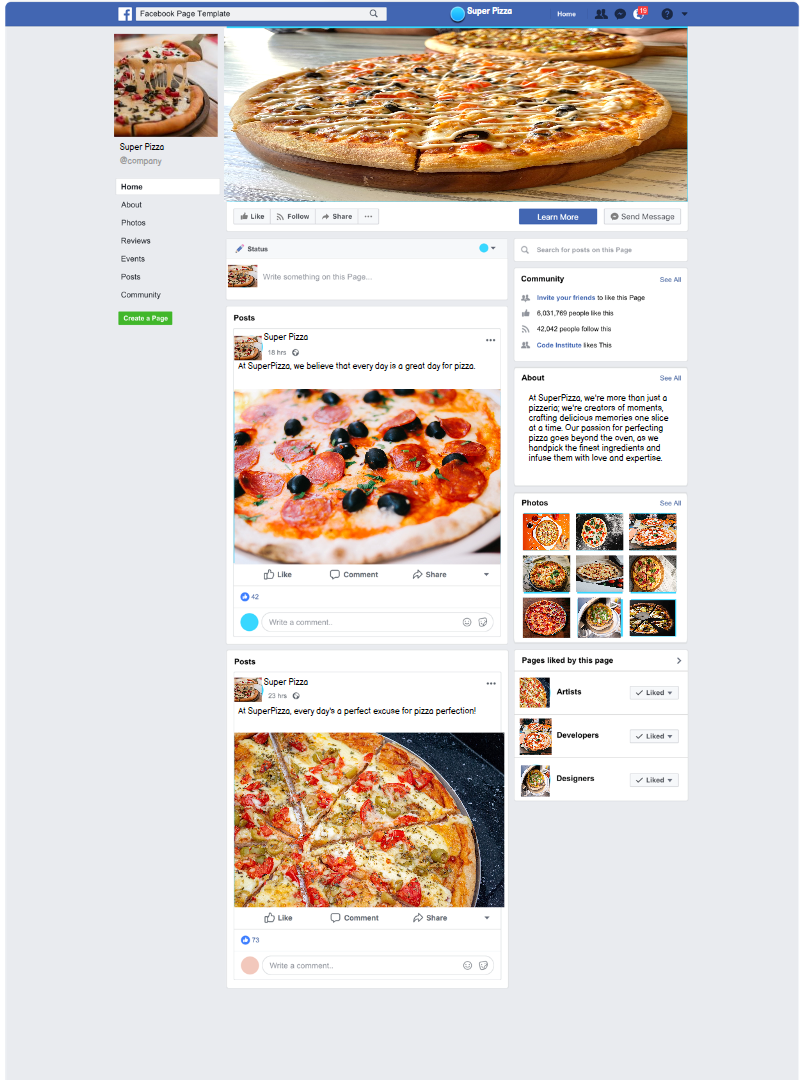 Facebook Page Template
Super Pizza
Home
19
Super Pizza
@company
Home
About
Photos
Reviews
Events
Posts
Community
Create a Page
Like
Follow
Share
Learn More
Send Message
Status
Write something on this Page...
Posts
Super Pizza
18 hrs
At SuperPizza, we believe that every day is a great day for pizza.
Like
Comment
Share
42
Write a comment..
Posts
Super Pizza
23 hrs
At SuperPizza, every day's a perfect excuse for pizza perfection!
Like
Comment
Share
73
Write a comment..
Search for posts on this Page
Community
See All
Invite your friends to like this Page
6,031,769 people like this
42,042 people follow this
Code Institute likes This
About
See All
At SuperPizza, we're more than just a
pizzeria; we're creators of moments,
crafting delicious memories one slice
at a time. Our passion for perfecting
pizza goes beyond the oven, as we
handpick the finest ingredients and
infuse them with love and expertise.
Photos
See All
Pages liked by this page
Artists
Liked
Developers
Liked
Designers
Liked